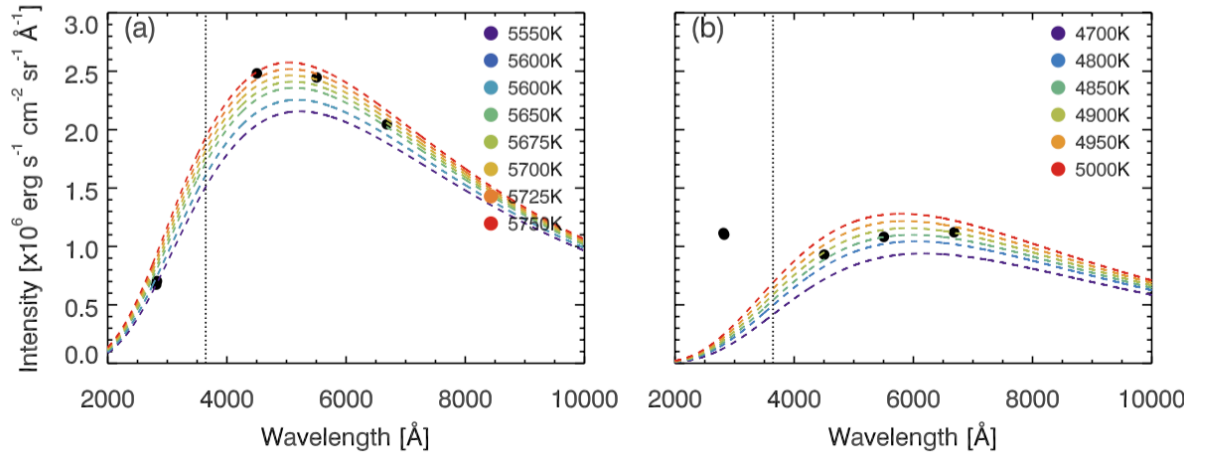 3.0
2.5
2.0
1.5
1.0
0.5
0.0
Intensity [x10⁶ erg s⁻¹ cm⁻² sr⁻¹ Å⁻¹]
(a)
5550K
5600K
5600K
5650K
5675K
5700K
5725K
5750K
2000 4000 6000 8000 10000
Wavelength [Å]
(b)
4700K
4800K
4850K
4900K
4950K
5000K
2000 4000 6000 8000 10000
Wavelength [Å]